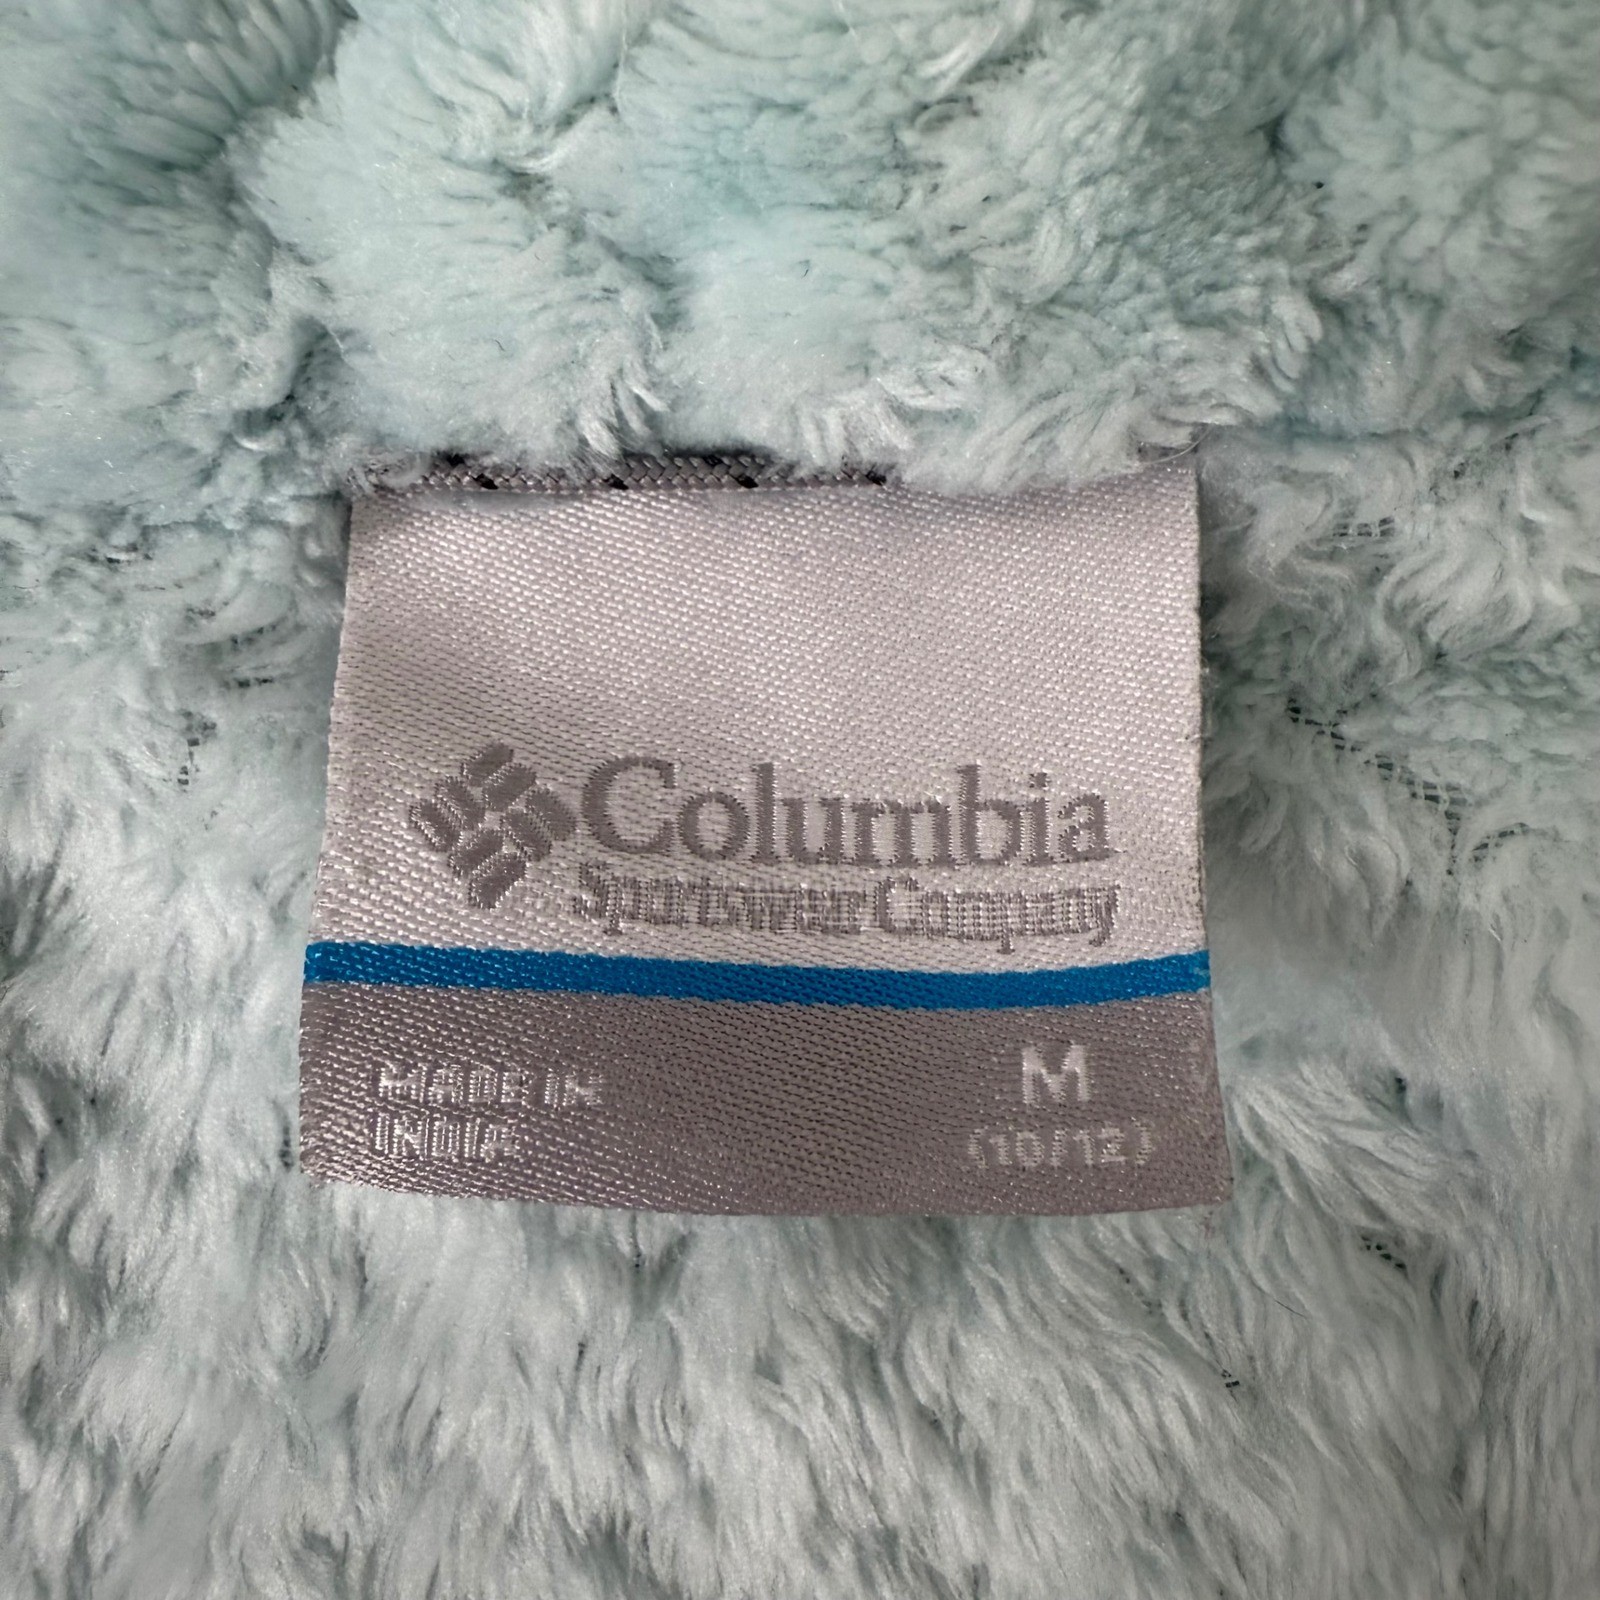 Columbia
Sportswear Company
MADE IN
INDIA
M
(10/12)